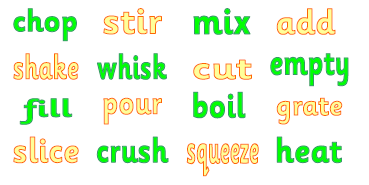 chop stir mix add
shake whisk cut empty
fill pour boil grate
slice crush squeeze heat